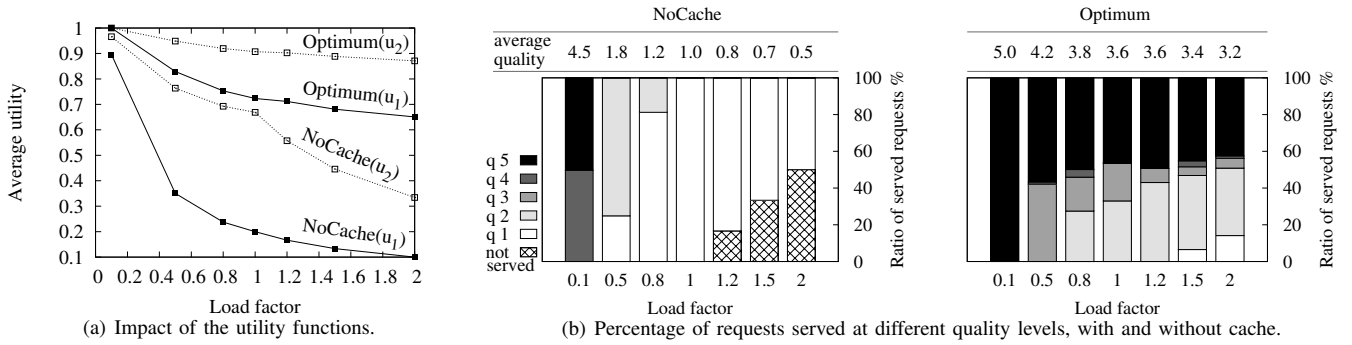 Average utility
1
0.9
0.8
0.7
0.6
0.5
0.4
0.3
0.2
0.1
Optimum(u2)
Optimum(u1)
NoCache(u2)
NoCache(u1)
0 0.2 0.4 0.6 0.8 1 1.2 1.4 1.6 1.8 2
Load factor
(a) Impact of the utility functions.
NoCache
average quality
4.5 1.8 1.2 1.0 0.8 0.7 0.5
q 5
q 4
q 3
q 2
q 1
not served
100
80
60
40
20
0
Ratio of served requests %
0.1 0.5 0.8 1 1.2 1.5 2
Load factor
Optimum
5.0 4.2 3.8 3.6 3.6 3.4 3.2
100
80
60
40
20
0
Ratio of served requests %
0.1 0.5 0.8 1 1.2 1.5 2
Load factor
(b) Percentage of requests served at different quality levels, with and without cache.